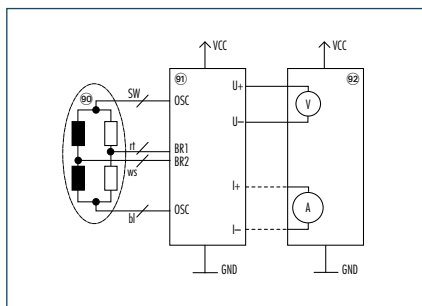 VCC
VCC
90
91
92
SW
OSC
U+
V
U–
rt
BR1
BR2
ws
I+
A
bl
OSC
I–
GND
GND